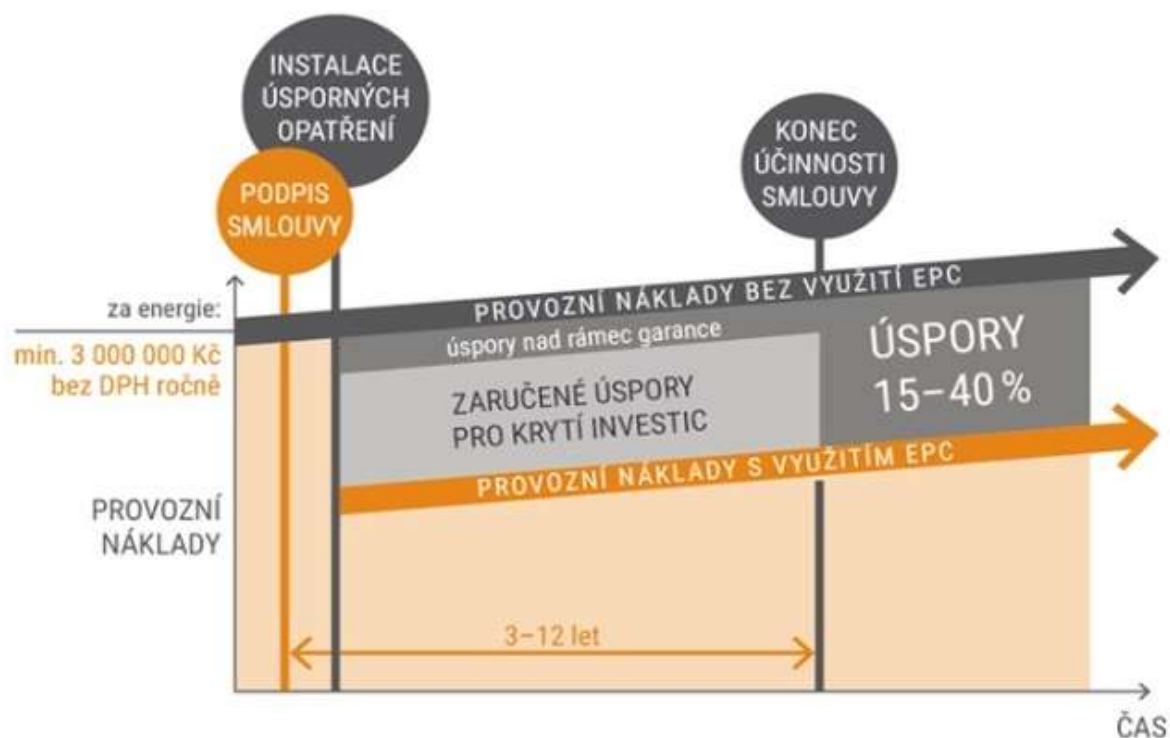 INSTALACE
ÚSPORNÝCH
OPATŘENÍ
PODPIS
SMLOUVY
KONEC
ÚČINNOSTI
SMLOUVY
za energie:
min. 3 000 000 Kč
bez DPH ročně
PROVOZNÍ NÁKLADY BEZ VYUŽITÍ EPC
úspory nad rámec garance
ZARUČENÉ ÚSPORY
PRO KRYTÍ INVESTIC
ÚSPORY
15–40 %
PROVOZNÍ NÁKLADY S VYUŽITÍM EPC
PROVOZNÍ
NÁKLADY
3–12 let
ČAS